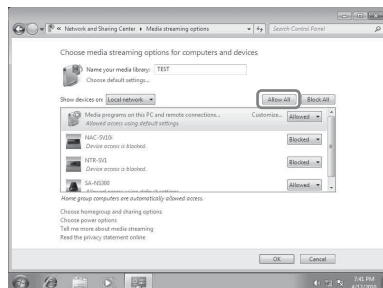 « Network and Sharing Center ▸ Media streaming options
Search Control Panel
Choose media streaming options for computers and devices
Name your media library: TEST
Choose default settings...
Show devices on: Local network
Allow All
Block All
Media programs on this PC and remote connections...
Customize...
Allowed
Allowed access using default settings.
NAC-SV10i
Device access is blocked.
Blocked
NTR-SV1
Device access is blocked.
Blocked
SA-NS300
Allowed access using default settings.
Allowed
Home group computers are automatically allowed access.
Choose homegroup and sharing options
Choose power options
Tell me more about media streaming
Read the privacy statement online
OK
Cancel
7:41 PM